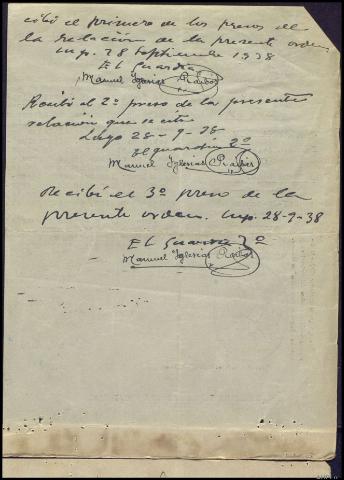 cibí el primero de los presos de
la relación de la presente orden
Lugo. 28 septiembre 1938
El Guardia
Manuel Iglesias
Recibí el 2º preso de la presente
relación que se cita
Lugo 28-9-38
El guardia 2º
Manuel Iglesias
Recibí el 3º preso de la
presente orden. Lugo. 28-9-38
El Guardia 2º
Manuel Iglesias